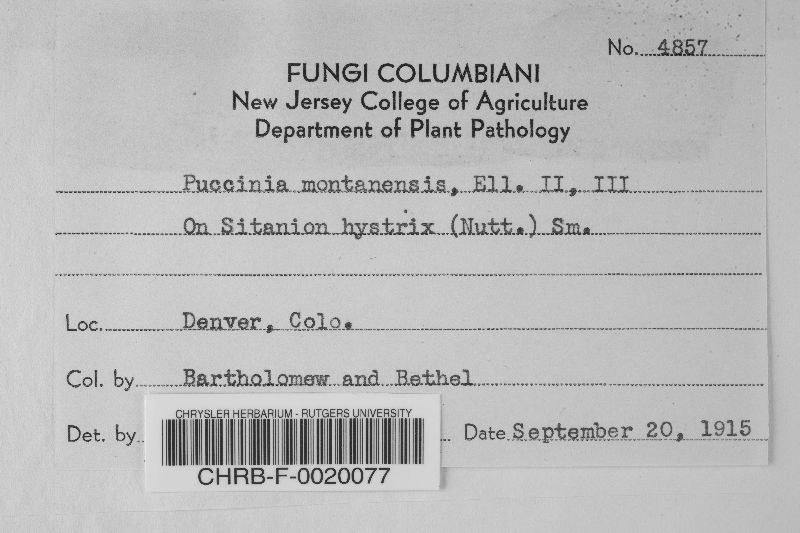 No. 4857
FUNGI COLUMBIANI
New Jersey College of Agriculture
Department of Plant Pathology
Puccinia montanensis, Ell. II, III
On Sitanion hystrix (Nutt.) Sm.
Loc. Denver, Colo.
Col. by Bartholomew and Bethel
Det. by Date September 20, 1915
CHRYSLER HERBARIUM - RUTGERS UNIVERSITY
CHRB-F-0020077